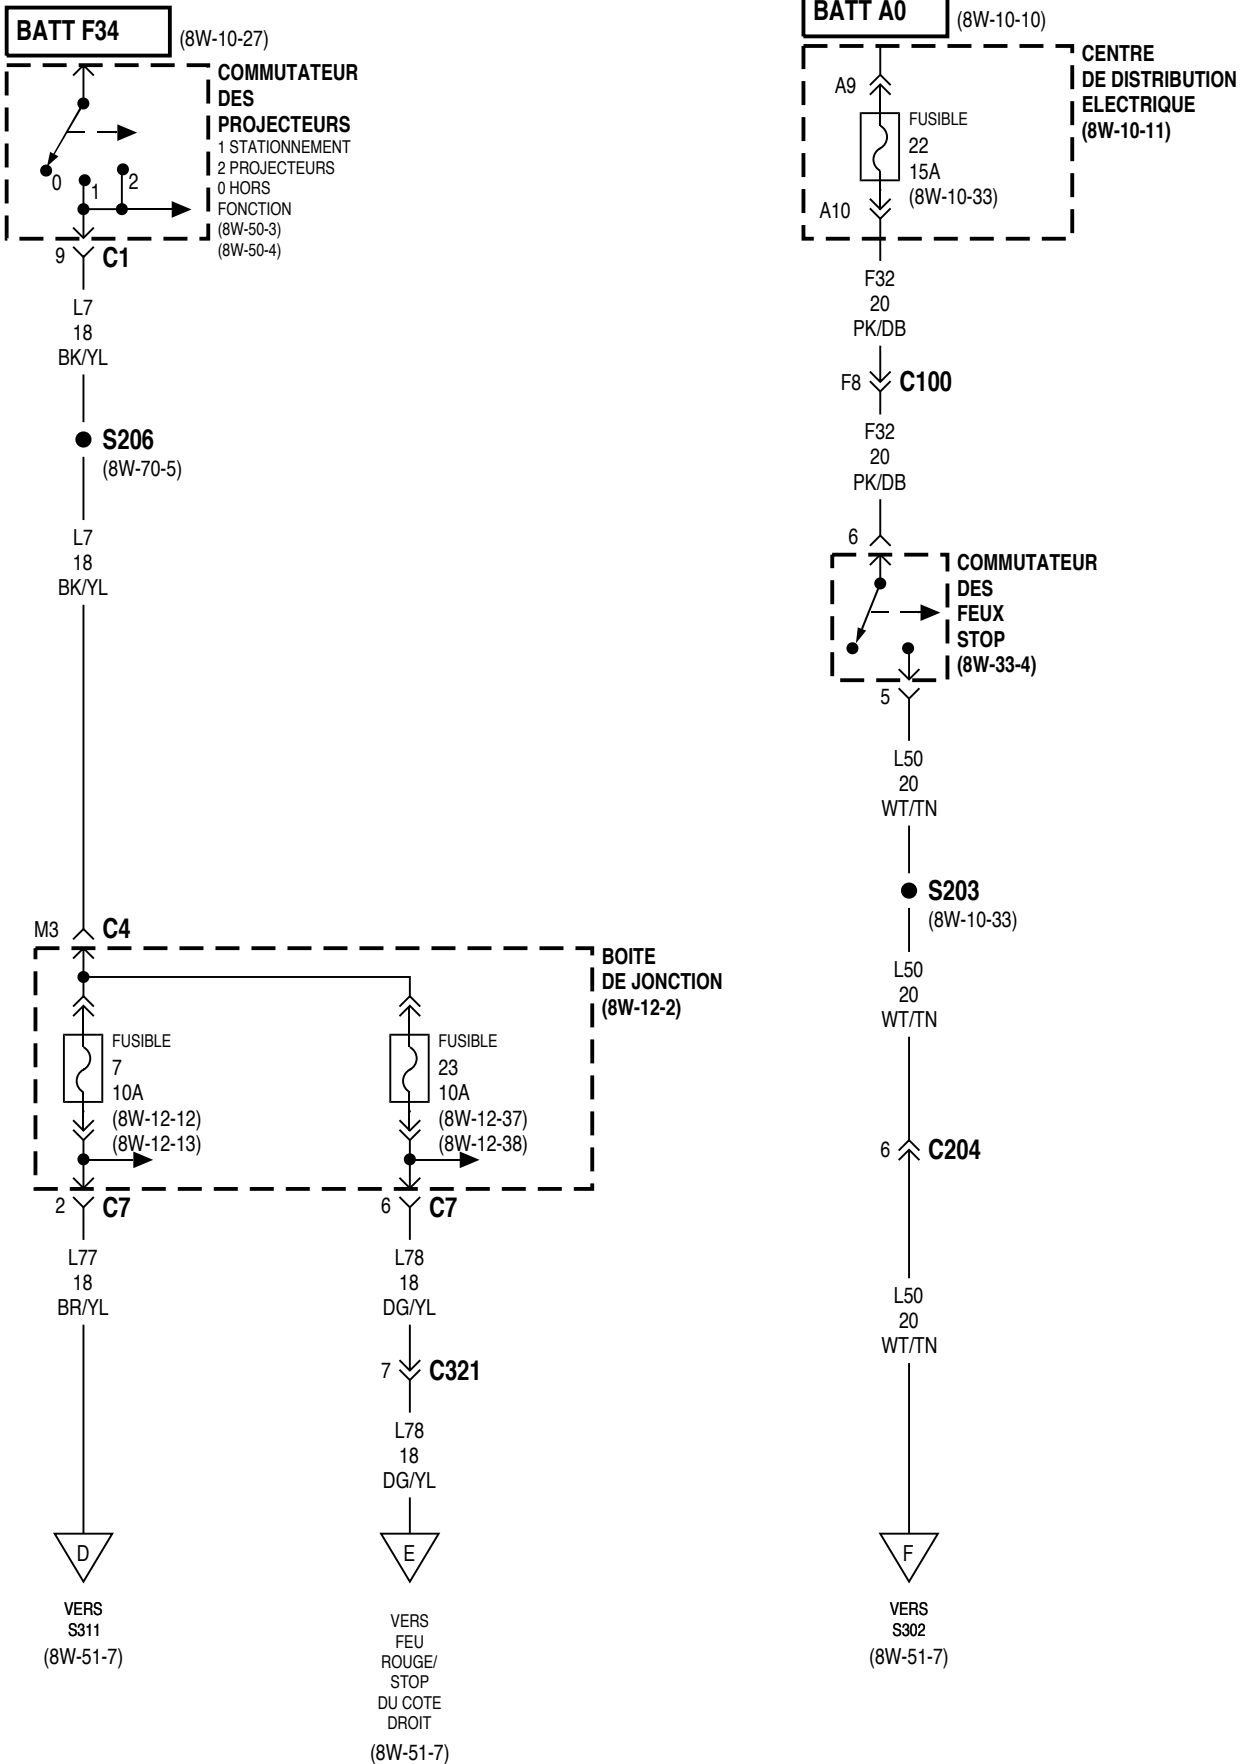 BATT F34
(8W-10-27)
COMMUTATEUR
DES
PROJECTEURS
1 STATIONNEMENT
2 PROJECTEURS
0 HORS
FONCTION
(8W-50-3)
(8W-50-4)
0
1
2
9
C1
L7
18
BK/YL
S206
(8W-70-5)
L7
18
BK/YL
M3
C4
BOITE
DE JONCTION
(8W-12-2)
FUSIBLE
7
10A
(8W-12-12)
(8W-12-13)
FUSIBLE
23
10A
(8W-12-37)
(8W-12-38)
2
C7
6
C7
L77
18
BR/YL
L78
18
DG/YL
7
C321
L78
18
DG/YL
D
VERS
S311
(8W-51-7)
E
VERS
FEU
ROUGE/
STOP
DU COTE
DROIT
(8W-51-7)
BATT A0
(8W-10-10)
CENTRE
DE DISTRIBUTION
ELECTRIQUE
(8W-10-11)
A9
FUSIBLE
22
15A
(8W-10-33)
A10
F32
20
PK/DB
F8
C100
F32
20
PK/DB
6
COMMUTATEUR
DES
FEUX
STOP
(8W-33-4)
5
L50
20
WT/TN
S203
(8W-10-33)
L50
20
WT/TN
6
C204
L50
20
WT/TN
F
VERS
S302
(8W-51-7)